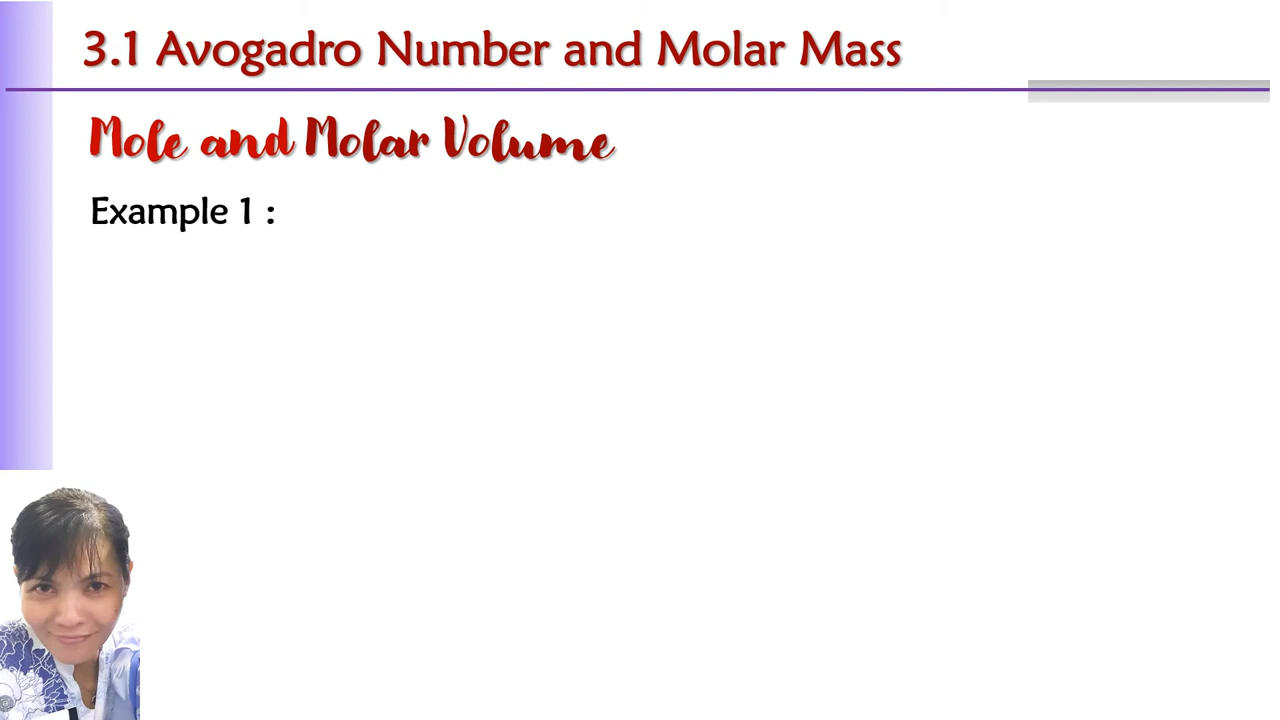 3.1 Avogadro Number and Molar Mass
Mole and Molar Volume
Example 1 :